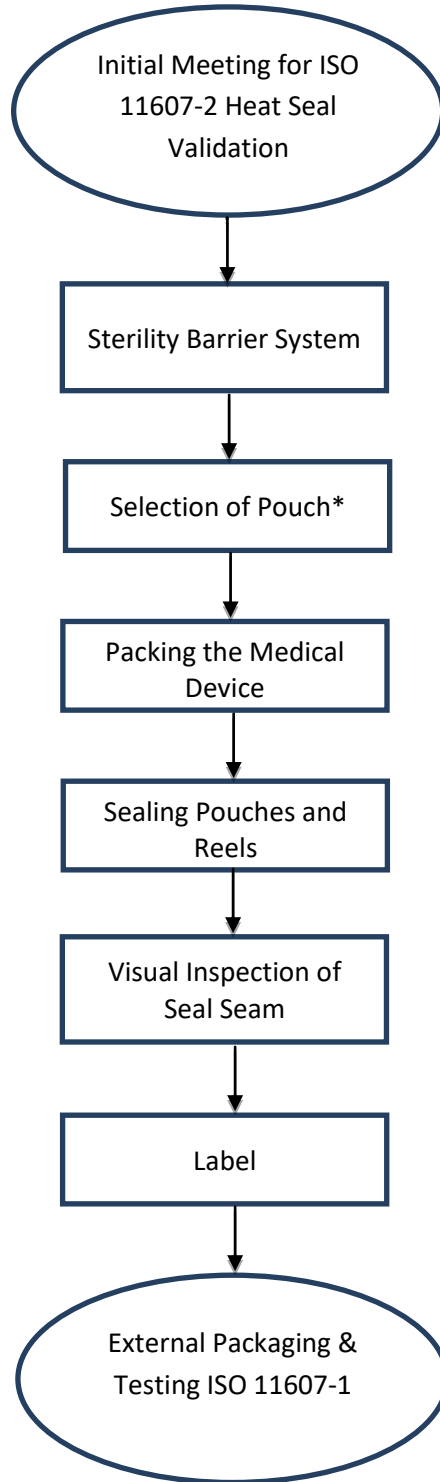 Initial Meeting for ISO
11607-2 Heat Seal
Validation
Sterility Barrier System
Selection of Pouch*
Packing the Medical
Device
Sealing Pouches and
Reels
Visual Inspection of
Seal Seam
Label
External Packaging &
Testing ISO 11607-1